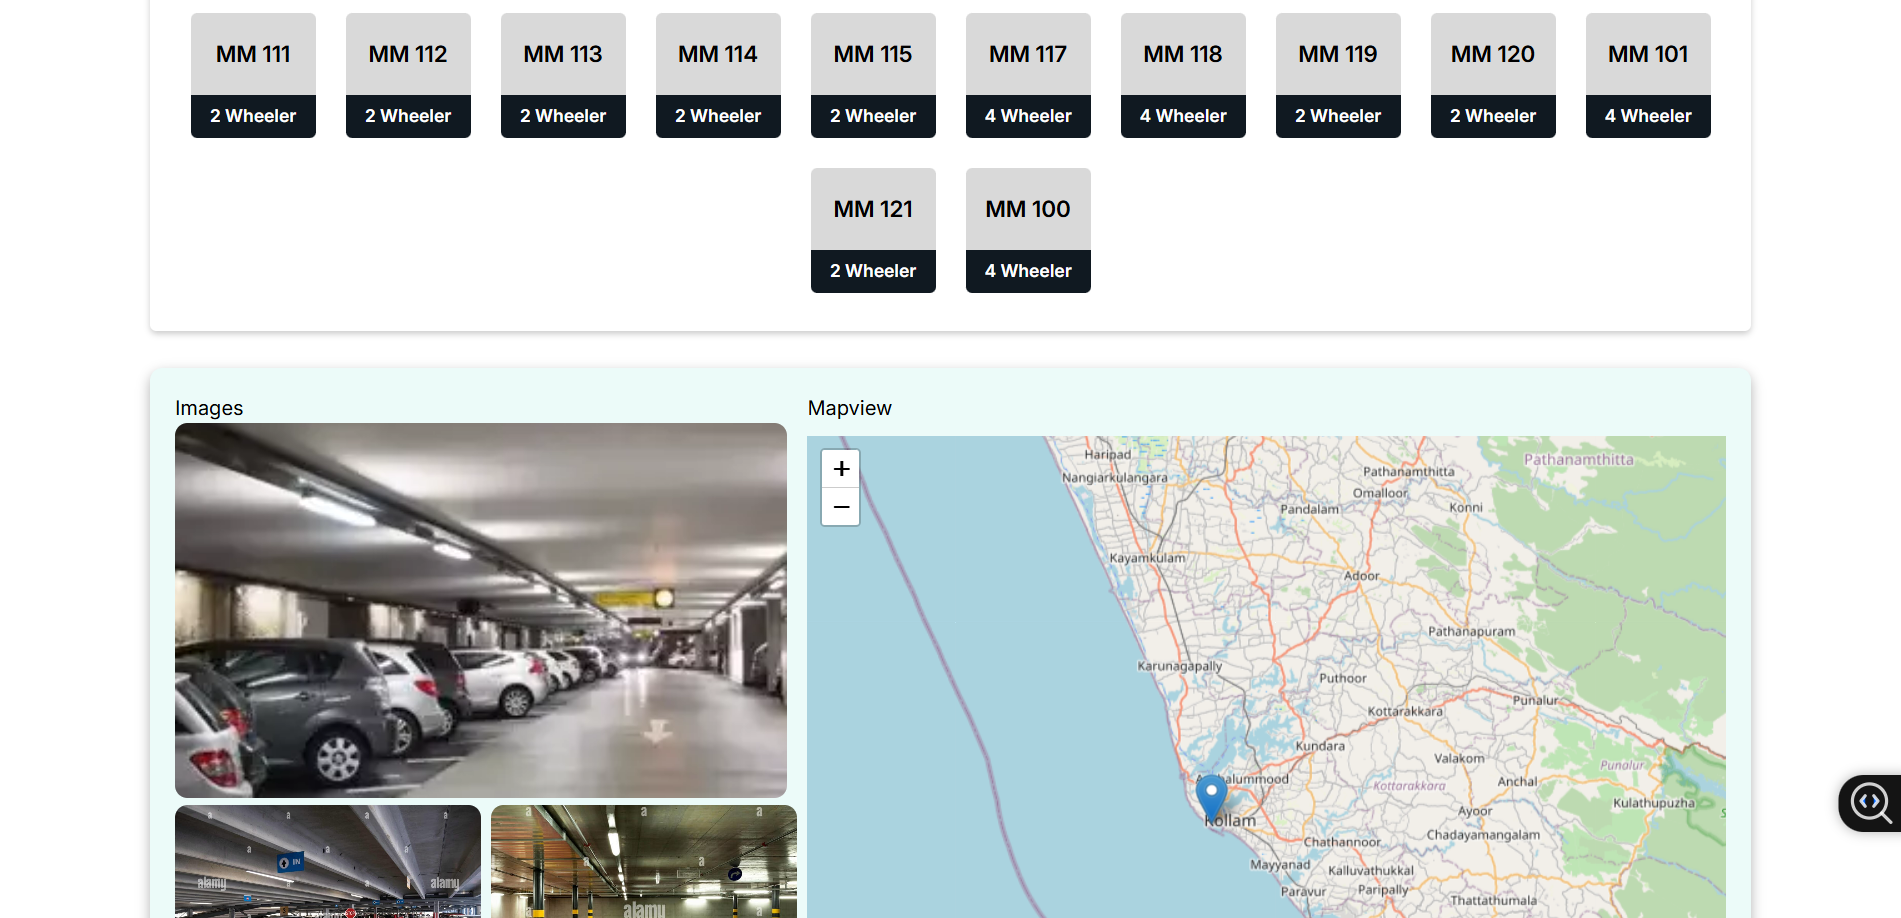 MM 111
MM 112
MM 113
MM 114
MM 115
MM 117
MM 118
MM 119
MM 120
MM 101
2 Wheeler
2 Wheeler
2 Wheeler
2 Wheeler
2 Wheeler
4 Wheeler
4 Wheeler
2 Wheeler
2 Wheeler
4 Wheeler
MM 121
MM 100
2 Wheeler
4 Wheeler
Images
Mapview
+
−
Haripad
Nangiarkulangara
Pathanamthitta
Pathanamthitta
Omalloor
Pandalam
Konni
Kayamkulam
Adoor
Pathanapuram
Karunagapally
Puthoor
Punalur
Kottarakkara
Kundara
Valakom
Punalur
Anchal
Kottarakkara
Kulathupuzha
Kollam
Ayoor
Chadayamangalam
Chathannoor
Mayyanad
Kalluvathukkal
Paravur
Paripally
Thattathumala
IN
alamy
alamy
alamy